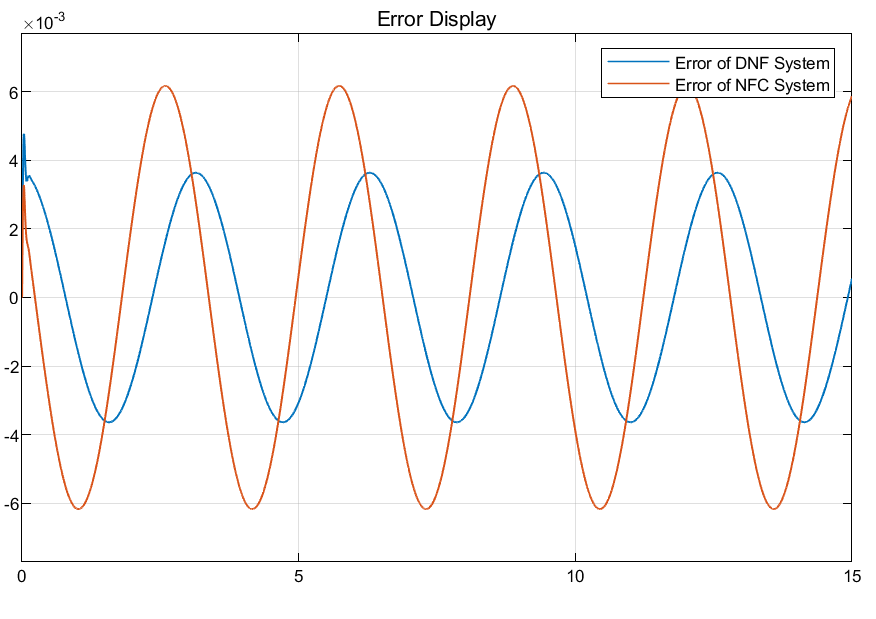 Error Display
×10-3
Error of DNF System
Error of NFC System
6
4
2
0
-2
-4
-6
0 5 10 15